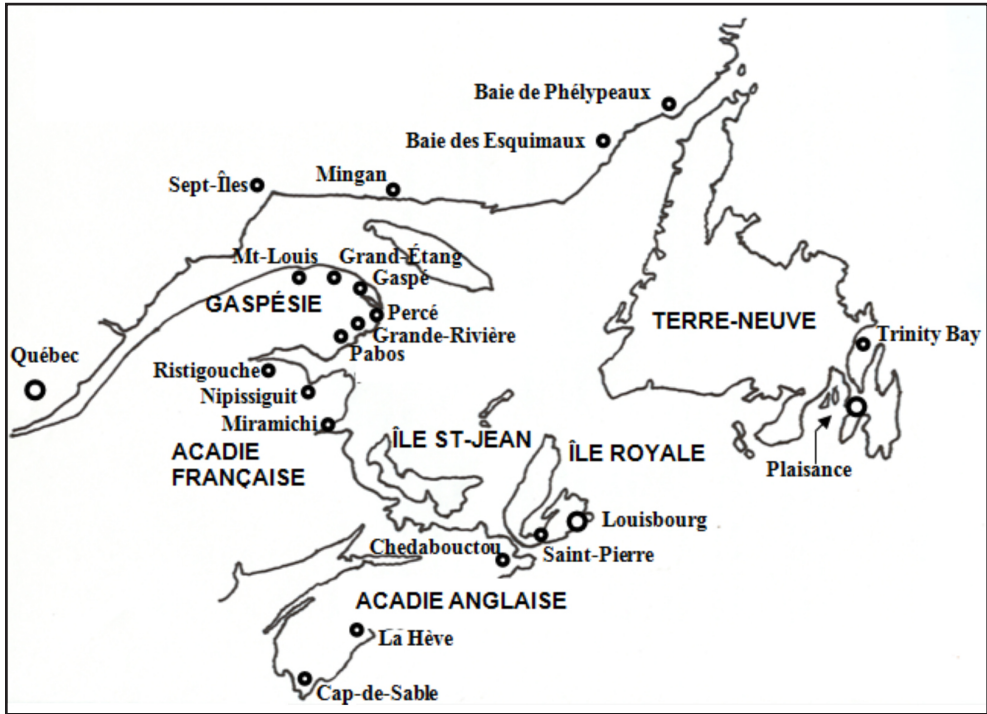 Baie de Phélypeaux
Baie des Esquimaux
Sept-Îles
Mingan
Mt-Louis
Grand-Étang
Gaspé
GASPÉSIE
Percé
Grande-Rivière
Pabos
TERRE-NEUVE
Trinity Bay
Québec
Ristigouche
Nipissiguit
Miramichi
ACADIE
FRANÇAISE
ÎLE ST-JEAN
ÎLE ROYALE
Plaisance
Louisbourg
Chedabouctou
Saint-Pierre
ACADIE ANGLAISE
La Hève
Cap-de-Sable